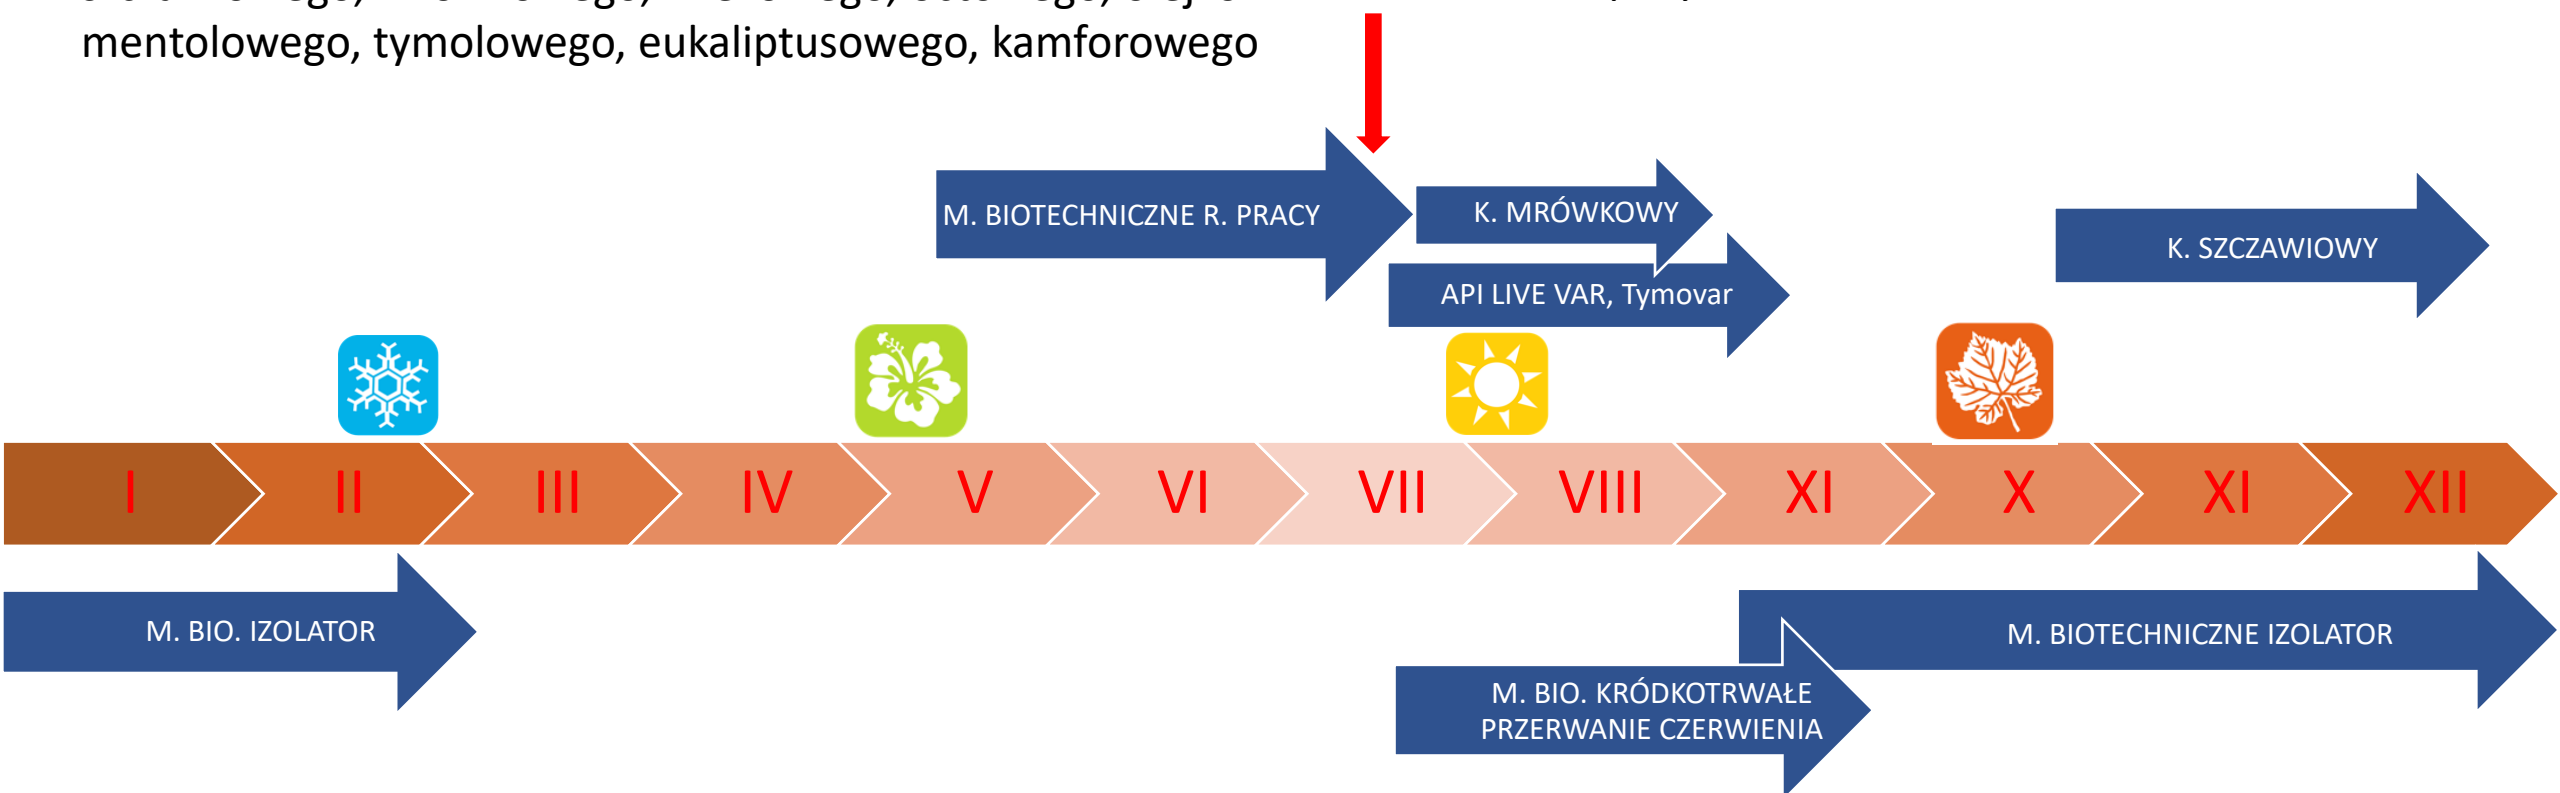 mentolowego, tymolowego, eukaliptusowego, kamforowego
M. BIOTECHNICZNE R. PRACY
K. MRÓWKOWY
K. SZCZAWIOWY
API LIVE VAR, Tymovar
I II III IV V VI VII VIII XI X XI XII
M. BIO. IZOLATOR
M. BIOTECHNICZNE IZOLATOR
M. BIO. KRÓDKOTRWAŁE
PRZERWANIE CZERWIENIA